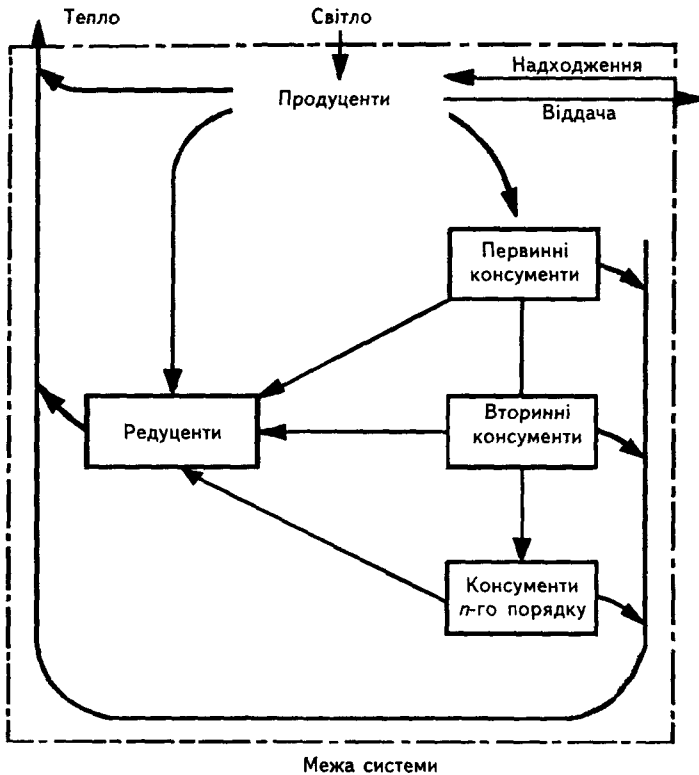 Тепло
Світло
Надходження
Продуценти
Віддача
Первинні
консументи
Редуценти
Вторинні
консументи
Консументи
n-го порядку
Межа системи